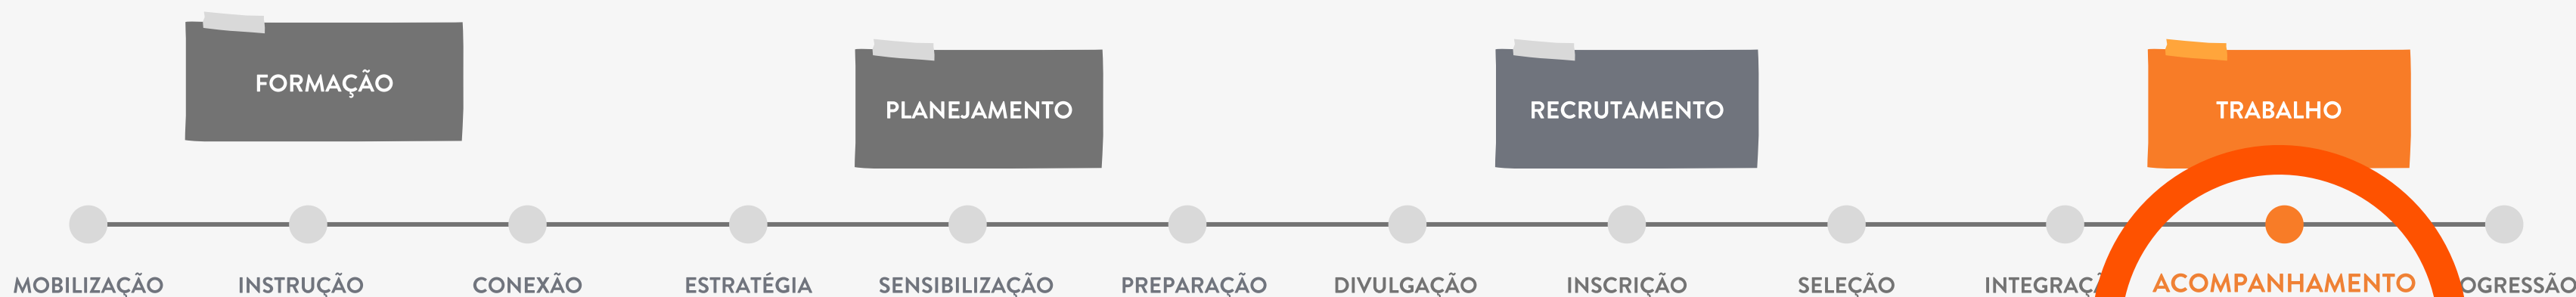 FORMAÇÃO
PLANEJAMENTO
RECRUTAMENTO
TRABALHO
MOBILIZAÇÃO
INSTRUÇÃO
CONEXÃO
ESTRATÉGIA
SENSIBILIZAÇÃO
PREPARAÇÃO
DIVULGAÇÃO
INSCRIÇÃO
SELEÇÃO
ACOMPANHAMENTO